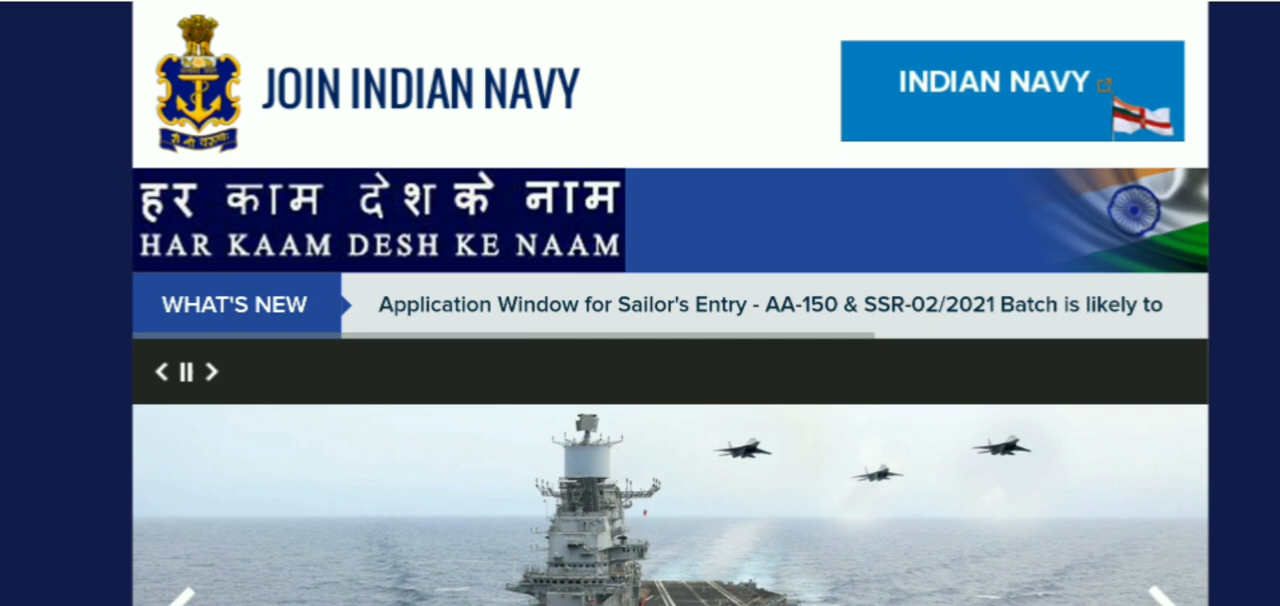 JOIN INDIAN NAVY
INDIAN NAVY
हर काम देश के नाम
HAR KAAM DESH KE NAAM
WHAT'S NEW
Application Window for Sailor's Entry - AA-150 & SSR-02/2021 Batch is likely to